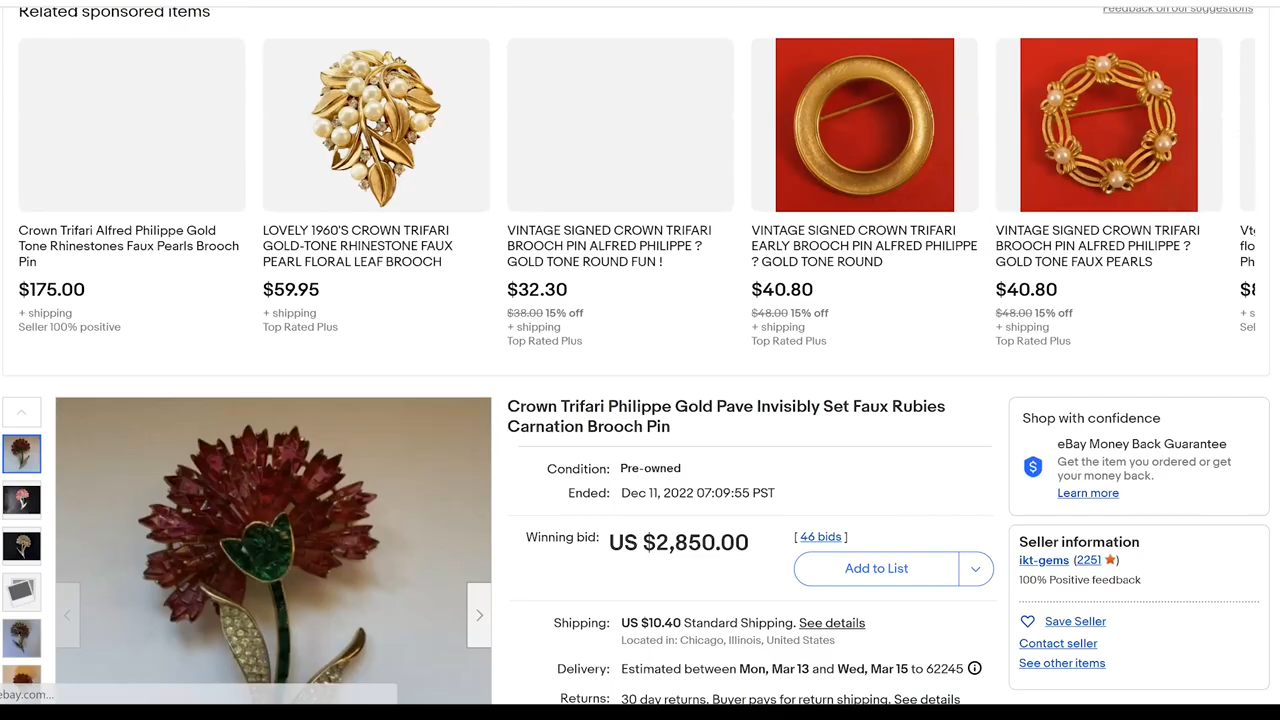 Related sponsored items
Feedback on our suggestions
Crown Trifari Alfred Philippe Gold
Tone Rhinestones Faux Pearls Brooch
Pin
$175.00
+ shipping
Seller 100% positive
LOVELY 1960'S CROWN TRIFARI
GOLD-TONE RHINESTONE FAUX
PEARL FLORAL LEAF BROOCH
$59.95
+ shipping
Top Rated Plus
VINTAGE SIGNED CROWN TRIFARI
BROOCH PIN ALFRED PHILIPPE ?
GOLD TONE ROUND FUN !
$32.30
$38.00 15% off
+ shipping
Top Rated Plus
VINTAGE SIGNED CROWN TRIFARI
EARLY BROOCH PIN ALFRED PHILIPPE
? GOLD TONE ROUND
$40.80
$48.00 15% off
+ shipping
Top Rated Plus
VINTAGE SIGNED CROWN TRIFARI
BROOCH PIN ALFRED PHILIPPE ?
GOLD TONE FAUX PEARLS
$40.80
$48.00 15% off
+ shipping
Top Rated Plus
Crown Trifari Philippe Gold Pave Invisibly Set Faux Rubies
Carnation Brooch Pin
Condition: Pre-owned
Ended: Dec 11, 2022 07:09:55 PST
Winning bid: US $2,850.00 [ 46 bids ]
Add to List
Shipping: US $10.40 Standard Shipping. See details
Located in: Chicago, Illinois, United States
Delivery: Estimated between Mon, Mar 13 and Wed, Mar 15 to 62245
Returns: 30 day returns. Buyer pays for return shipping. See details
Shop with confidence
eBay Money Back Guarantee
Get the item you ordered or get
your money back.
Learn more
Seller information
ikt-gems (2251)
100% Positive feedback
Save Seller
Contact seller
See other items
ebay.com...